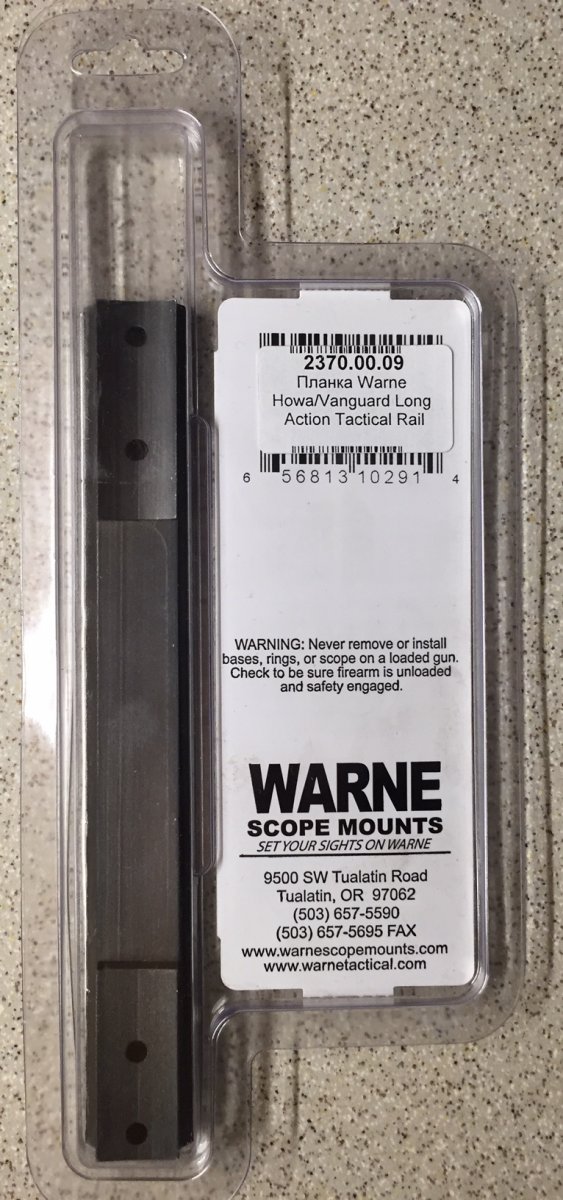 2370.00.09
Планка Warne
Howa/Vanguard Long
Action Tactical Rail
6 56813 10291 4
WARNING: Never remove or install
bases, rings, or scope on a loaded gun.
Check to be sure firearm is unloaded
and safety engaged.
WARNE
SCOPE MOUNTS
SET YOUR SIGHTS ON WARNE
9500 SW Tualatin Road
Tualatin, OR 97062
(503) 657-5590
(503) 657-5695 FAX
www.warnescopemounts.com
www.warnetactical.com